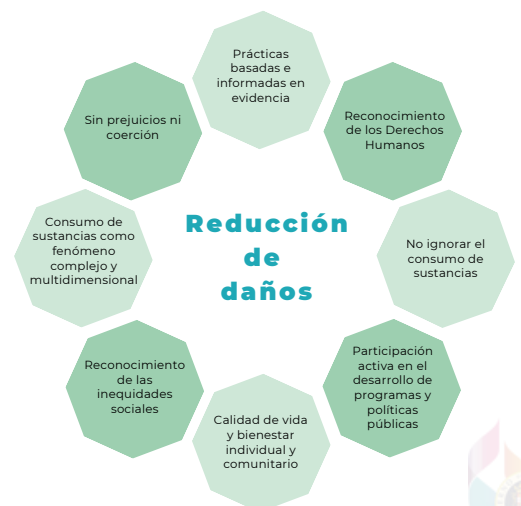 Prácticas
basadas e
informadas en
evidencia
Reconocimiento
de los Derechos
Humanos
No ignorar el
consumo de
sustancias
Participación
activa en el
desarrollo de
programas y
políticas
públicas
Calidad de vida
y bienestar
individual y
comunitario
Reconocimiento
de las
inequidades
sociales
Consumo de
sustancias como
fenómeno
complejo y
multidimensional
Sin prejuicios ni
coerción
Reducción
de
daños